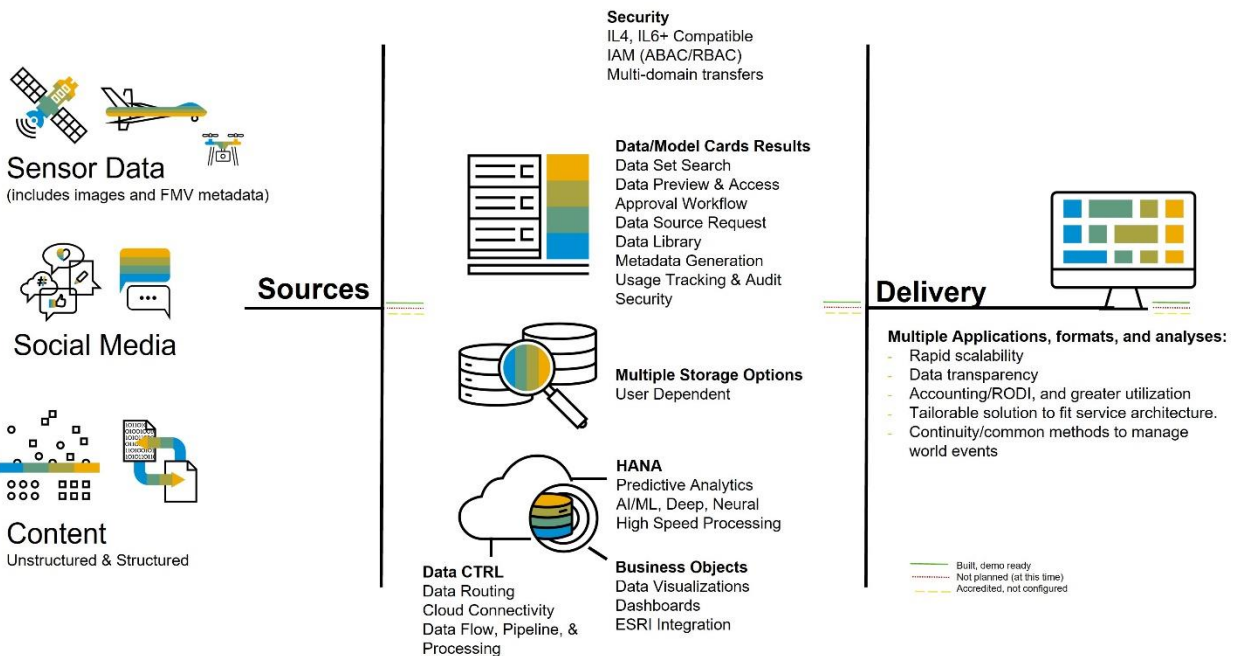 Sensor Data
(includes images and FMV metadata)
#
Social Media
Content
Unstructured & Structured
Sources
Security
IL4, IL6+ Compatible
IAM (ABAC/RBAC)
Multi-domain transfers
Data/Model Cards Results
Data Set Search
Data Preview & Access
Approval Workflow
Data Source Request
Data Library
Metadata Generation
Usage Tracking & Audit
Security
Multiple Storage Options
User Dependent
HANA
Predictive Analytics
AI/ML, Deep, Neural
High Speed Processing
Data CTRL
Data Routing
Cloud Connectivity
Data Flow, Pipeline, &
Processing
Business Objects
Data Visualizations
Dashboards
ESRI Integration
Delivery
Multiple Applications, formats, and analyses:
- Rapid scalability
- Data transparency
- Accounting/RODI, and greater utilization
- Tailorable solution to fit service architecture.
- Continuity/common methods to manage
world events
Built, demo ready
Not planned (at this time)
Accredited, not configured